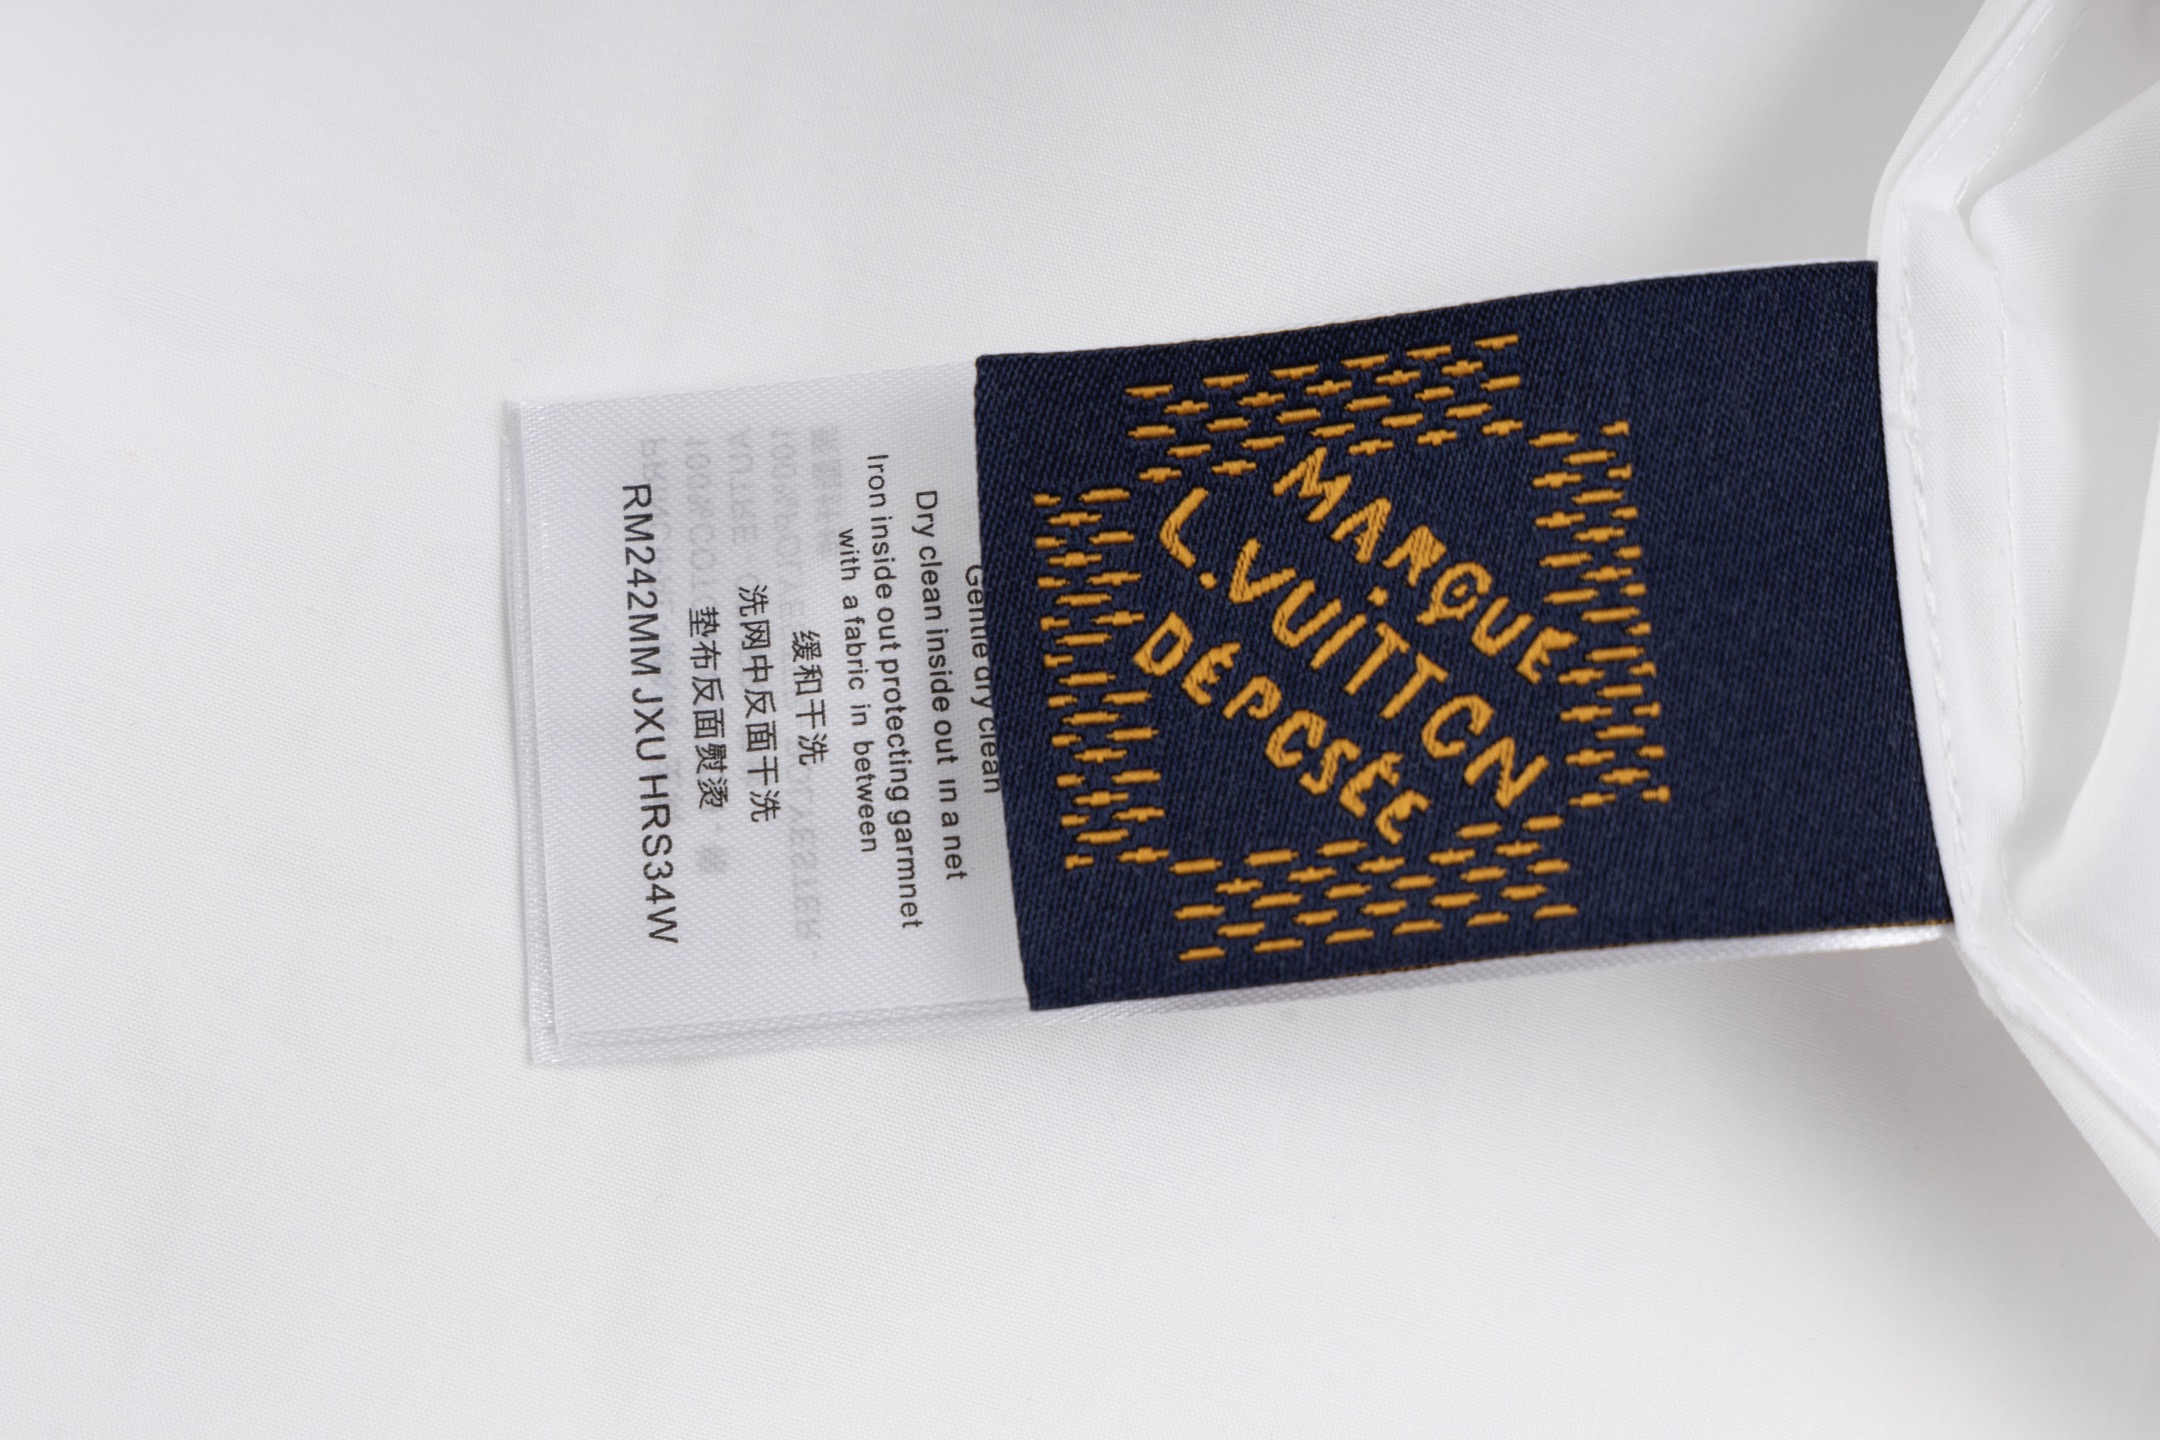 MARQUE
L.VUITTON
DÉPOSÉE
Gentle dry clean
Dry clean inside out in a net
Iron inside out protecting garmnet
with a fabric in between
缓和干洗
洗网中反面干洗
垫布反面熨烫
RM242MM JXU HRS34W